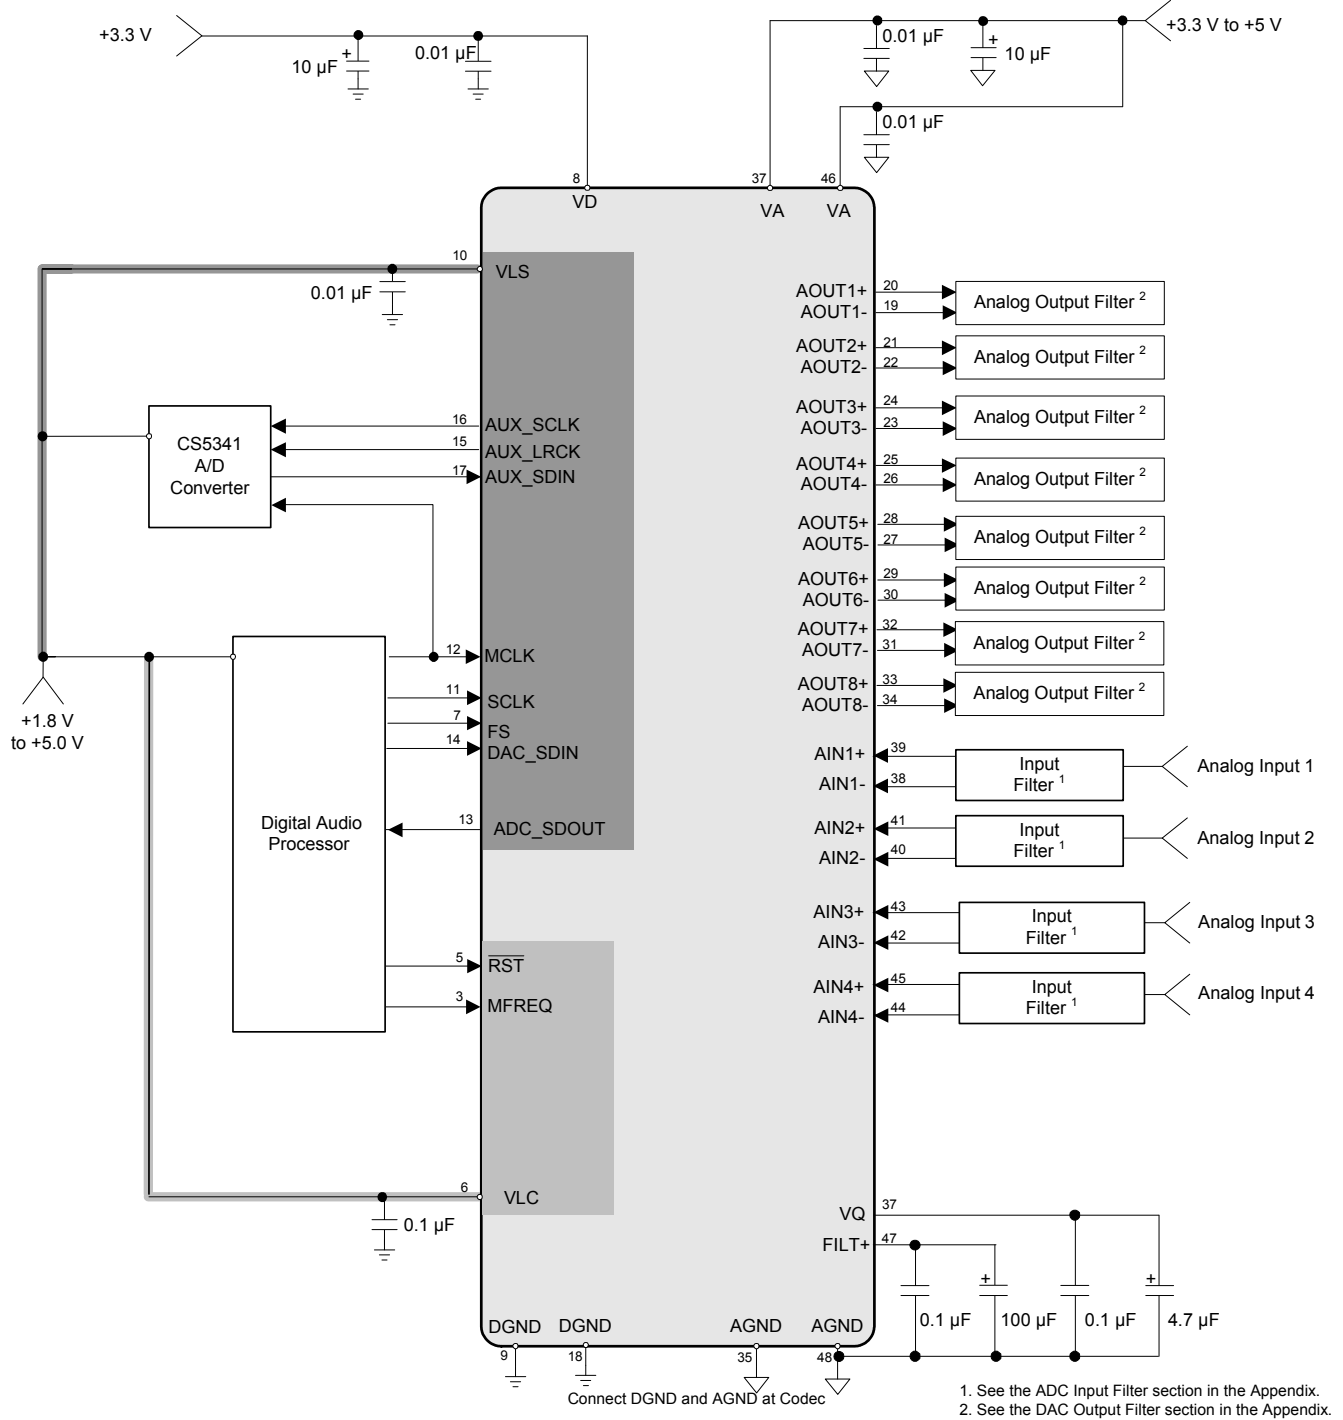 +3.3 V
10 µF
+
0.01 µF
0.01 µF
+
10 µF
+3.3 V to +5 V
0.01 µF
8
VD
37
VA
46
VA
10
VLS
0.01 µF
CS5341
A/D
Converter
16
AUX_SCLK
15
AUX_LRCK
17
AUX_SDIN
+1.8 V
to +5.0 V
Digital Audio
Processor
12
MCLK
11
SCLK
7
FS
14
DAC_SDIN
13
ADC_SDOUT
5
RST
3
MFREQ
6
VLC
0.1 µF
AOUT1+
20
AOUT1-
19
Analog Output Filter 2
AOUT2+
21
AOUT2-
22
Analog Output Filter 2
AOUT3+
24
AOUT3-
23
Analog Output Filter 2
AOUT4+
25
AOUT4-
26
Analog Output Filter 2
AOUT5+
28
AOUT5-
27
Analog Output Filter 2
AOUT6+
29
AOUT6-
30
Analog Output Filter 2
AOUT7+
32
AOUT7-
31
Analog Output Filter 2
AOUT8+
33
AOUT8-
34
Analog Output Filter 2
AIN1+
39
AIN1-
38
Input
Filter 1
Analog Input 1
AIN2+
41
AIN2-
40
Input
Filter 1
Analog Input 2
AIN3+
43
AIN3-
42
Input
Filter 1
Analog Input 3
AIN4+
45
AIN4-
44
Input
Filter 1
Analog Input 4
VQ
37
FILT+
47
0.1 µF
+
100 µF
0.1 µF
+
4.7 µF
DGND
9
DGND
18
AGND
35
AGND
48
Connect DGND and AGND at Codec
1. See the ADC Input Filter section in the Appendix.
2. See the DAC Output Filter section in the Appendix.